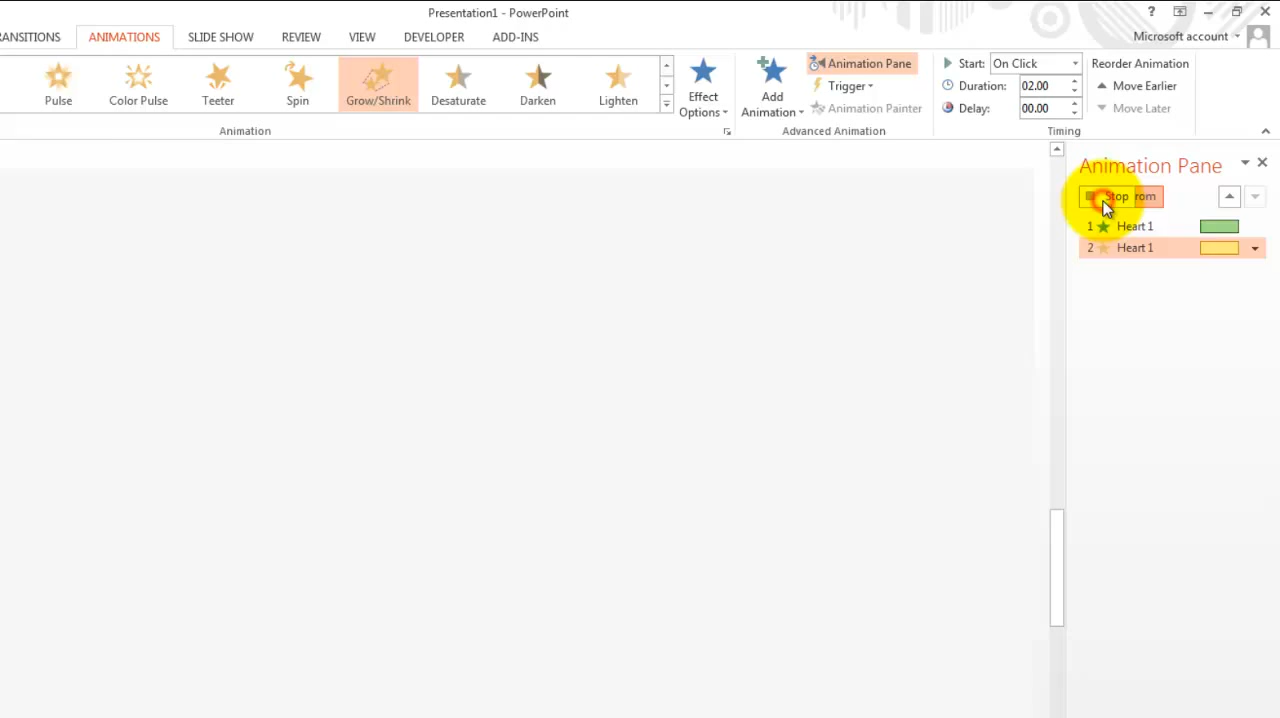 Presentation1 - PowerPoint
?
RANSITIONS ANIMATIONS SLIDE SHOW REVIEW VIEW DEVELOPER ADD-INS Microsoft account
Pulse Color Pulse Teeter Spin Grow/Shrink Desaturate Darken Lighten
Effect Options
Add Animation
Animation Pane
Trigger
Animation Painter
Start: On Click
Duration: 02.00
Delay: 00.00
Reorder Animation
Move Earlier
Move Later
Animation Advanced Animation Timing
Animation Pane
Stop rom
1 Heart 1
2 Heart 1